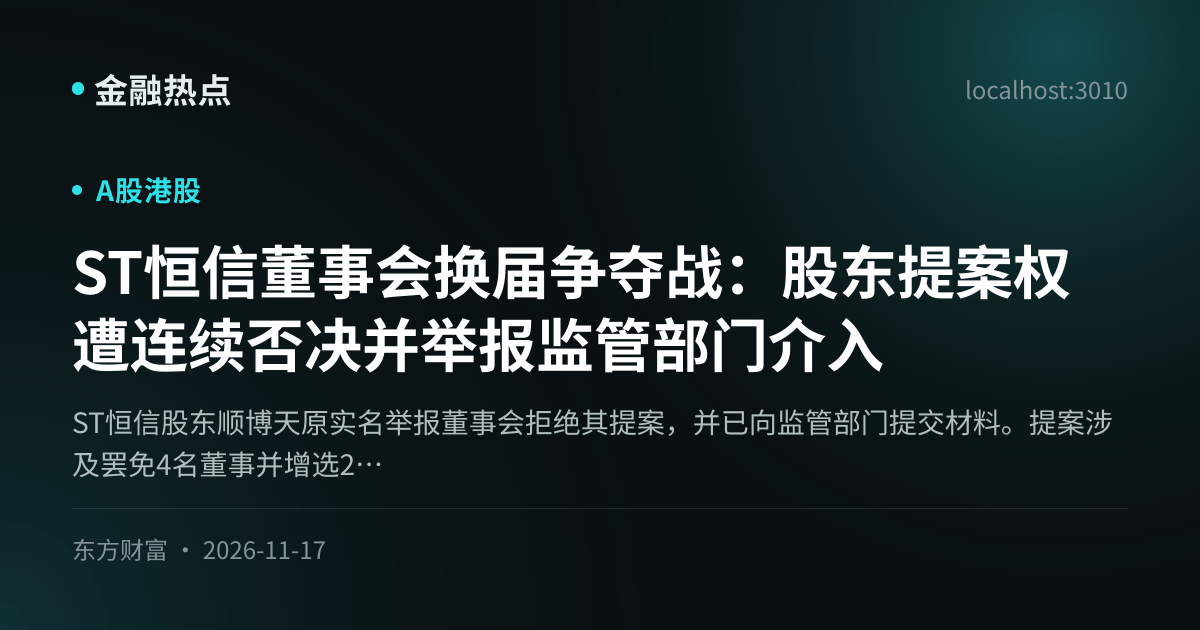 金融热点
localhost:3010
A股港股
ST恒信董事会换届争夺战：股东提案权
遭连续否决并举报监管部门介入
ST恒信股东顺博天原实名举报董事会拒绝其提案，并已向监管部门提交材料。提案涉
及罢免4名董事并增选2…
东方财富 · 2026-11-17